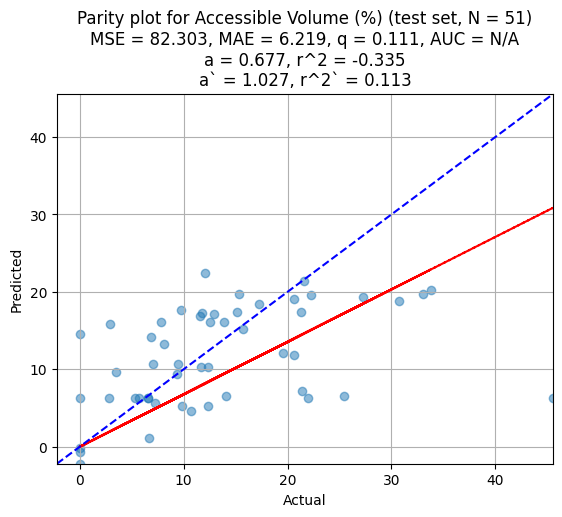 Parity plot for Accessible Volume (%) (test set, N = 51)
MSE = 82.303, MAE = 6.219, q = 0.111, AUC = N/A
a = 0.677, r^2 = -0.335
a` = 1.027, r^2` = 0.113
40
30
20
10
0
Predicted
0 10 20 30 40
Actual